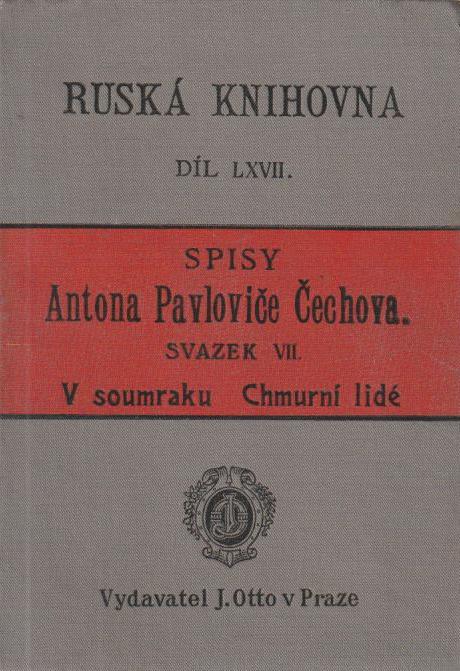 RUSKÁ KNIHOVNA
DÍL LXVII.
SPISY
Antona Pavloviče Čechova.
SVAZEK VII.
V soumraku Chmurní lidé
Vydavatel J. Otto v Praze